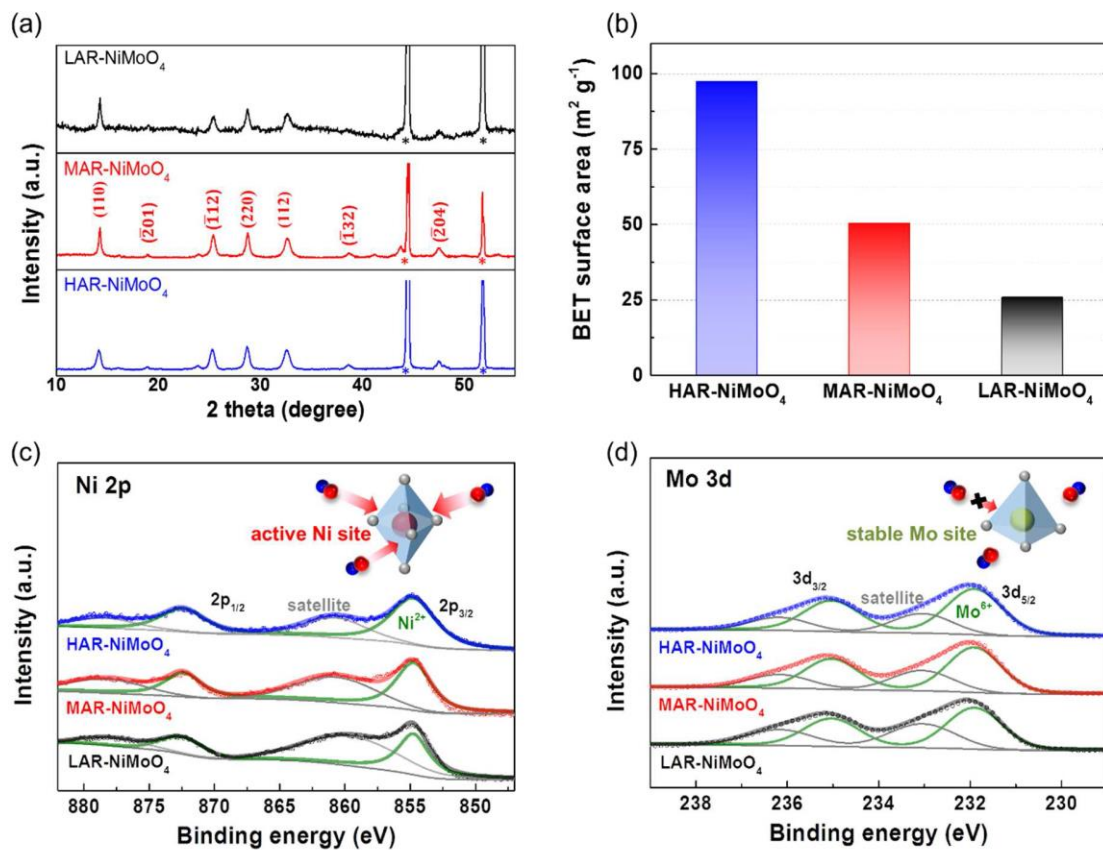 (a)
LAR-NiMoO₄
MAR-NiMoO₄
(110)
(2̄01)
(1̄12)
(220)
(112)
(1̄32)
(2̄04)
HAR-NiMoO₄
* *
* *
* *
Intensity (a.u.)
10 20 30 40 50
2 theta (degree)
(b)
BET surface area (m² g⁻¹)
100
75
50
25
0
HAR-NiMoO₄ MAR-NiMoO₄ LAR-NiMoO₄
(c)
Ni 2p
active Ni site
2p₁/₂ satellite Ni²⁺ 2p₃/₂
HAR-NiMoO₄
MAR-NiMoO₄
LAR-NiMoO₄
Intensity (a.u.)
880 875 870 865 860 855 850
Binding energy (eV)
(d)
Mo 3d
stable Mo site
3d₃/₂ satellite Mo⁶⁺ 3d₅/₂
HAR-NiMoO₄
MAR-NiMoO₄
LAR-NiMoO₄
Intensity (a.u.)
238 236 234 232 230
Binding energy (eV)